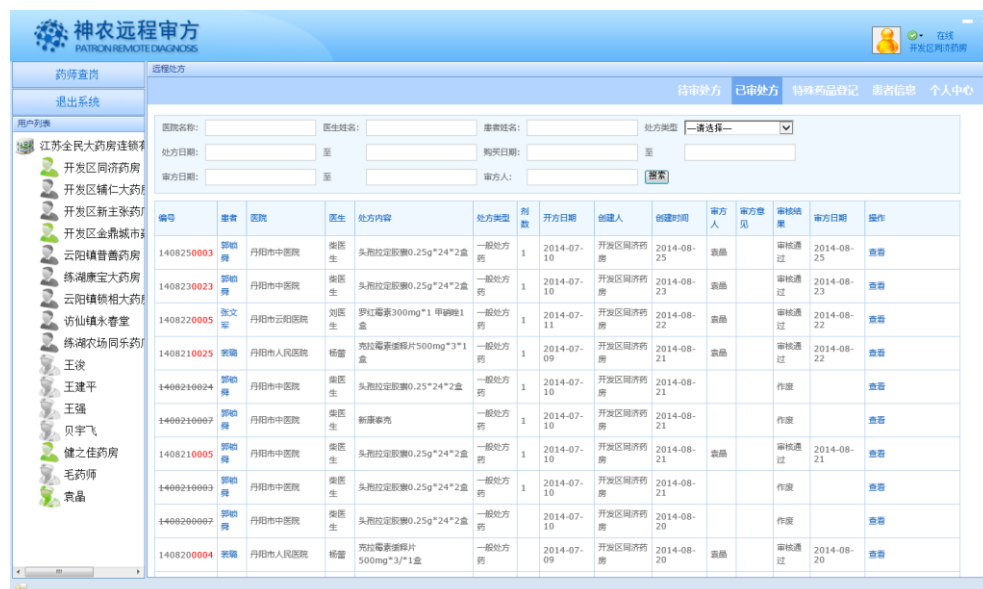 神农远程审方
PATRON REMOTE DIAGNOSIS
在线
开发区同济药房
药师查岗
退出系统
用户列表
江苏全民大药房连锁有
开发区同济药房
开发区辅仁大药房
开发区新主张药房
开发区金鼎城市
云阳镇普善药房
练湖康宝大药房
云阳镇锁相大药房
访仙镇永春堂
练湖农场同乐药房
王浚
王建平
王强
贝宇飞
健之佳药房
毛药师
袁晶
远程处方
待审处方 已审处方 特殊药品登记 患者信息 个人中心
医院名称: 医生姓名: 患者姓名: 处方类型 —请选择—
处方日期: 至 购买日期: 至
审方日期: 至 审方人: 搜索
编号 患者 医院 医生 处方内容 处方类型 剂数 开方日期 创建人 创建时间 审方人 审方意见 审核结果 审方日期 操作
1408250003 郭锁舜 丹阳市中医院 柴医生 头孢拉定胶囊0.25g*24*2盒 一般处方药 1 2014-07-10 开发区同济药房 2014-08-25 袁晶 审核通过 2014-08-25 查看
1408230023 郭锁舜 丹阳市中医院 柴医生 头孢拉定胶囊0.25g*24*2盒 一般处方药 1 2014-07-10 开发区同济药房 2014-08-23 袁晶 审核通过 2014-08-23 查看
1408220005 张文军 丹阳市云阳医院 刘医生 罗红霉素300mg*1 甲硝唑1盒 一般处方药 1 2014-07-11 开发区同济药房 2014-08-22 袁晶 审核通过 2014-08-22 查看
1408210025 丹阳市人民医院 杨蕾 克拉霉素缓释片500mg*3*1盒 一般处方药 1 2014-07-09 开发区同济药房 2014-08-21 袁晶 审核通过 2014-08-22 查看
1408210024 郭锁舜 丹阳市中医院 柴医生 头孢拉定胶囊0.25*24*2盒 一般处方药 1 2014-07-10 开发区同济药房 2014-08-21 作废 查看
1408210007 郭锁舜 丹阳市中医院 柴医生 新康泰克 一般处方药 1 2014-07-10 开发区同济药房 2014-08-21 作废 查看
1408210005 郭锁舜 丹阳市中医院 柴医生 头孢拉定胶囊0.25g*24*2盒 一般处方药 1 2014-07-10 开发区同济药房 2014-08-21 袁晶 审核通过 2014-08-21 查看
1408210003 郭锁舜 丹阳市中医院 柴医生 头孢拉定胶囊0.25g*24*2盒 一般处方药 1 2014-07-10 开发区同济药房 2014-08-21 作废 查看
1408200007 郭锁舜 丹阳市中医院 柴医生 头孢拉定胶囊0.25g*24*2盒 一般处方药 2014-07-10 开发区同济药房 2014-08-20 作废 查看
1408200004 丹阳市人民医院 杨蕾 克拉霉素缓释片500mg*3/*1盒 一般处方药 1 2014-07-09 开发区同济药房 2014-08-20 袁晶 审核通过 2014-08-20 查看